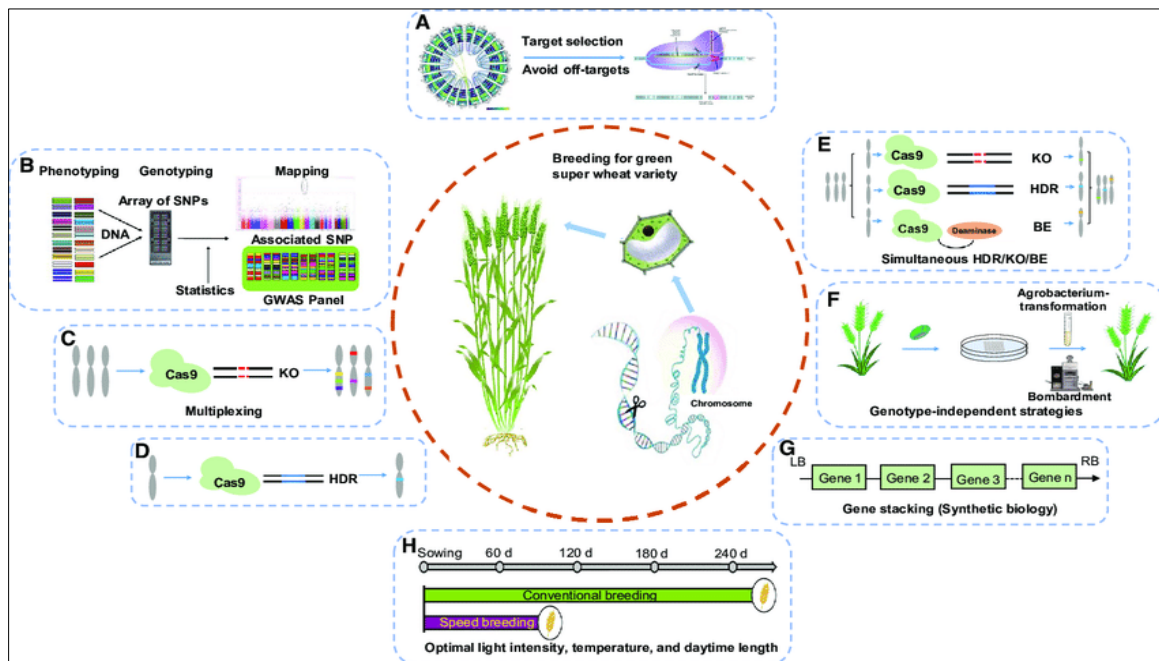 A
Target selection
Avoid off-targets
B
Phenotyping
Genotyping
Mapping
Array of SNPs
DNA
Associated SNP
Statistics
GWAS Panel
C
Cas9
KO
Multiplexing
D
Cas9
HDR
Breeding for green
super wheat variety
Chromosome
E
Cas9
KO
Cas9
HDR
Cas9
Deaminase
BE
Simultaneous HDR/KO/BE
F
Agrobacterium-
transformation
Bombardment
Genotype-independent strategies
G
LB
RB
Gene 1
Gene 2
Gene 3
Gene n
Gene stacking (Synthetic biology)
H
Sowing
60 d
120 d
180 d
240 d
Conventional breeding
Speed breeding
Optimal light intensity, temperature, and daytime length